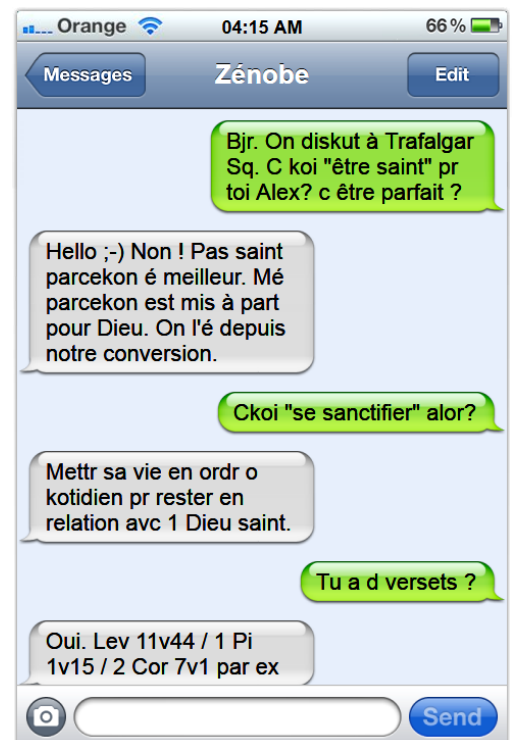 Orange 04:15 AM 66%
Messages Zénobe Edit
Bjr. On diskut à Trafalgar
Sq. C koi "être saint" pr
toi Alex? c être parfait ?
Hello ;-) Non ! Pas saint
parcekon é meilleur. Mé
parcekon est mis à part
pour Dieu. On l'é depuis
notre conversion.
Ckoi "se sanctifier" alor?
Mettr sa vie en ordr o
kotidien pr rester en
relation avc 1 Dieu saint.
Tu a d versets ?
Oui. Lev 11v44 / 1 Pi
1v15 / 2 Cor 7v1 par ex
Send